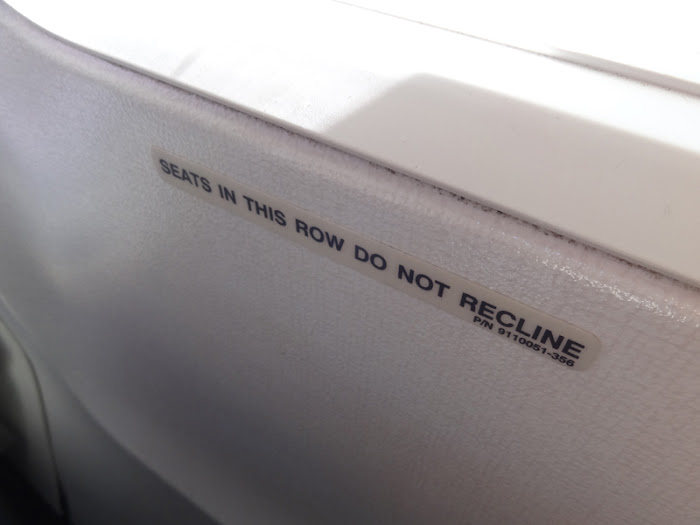 SEATS IN THIS ROW DO NOT RECLINE
P/N 9110051-356